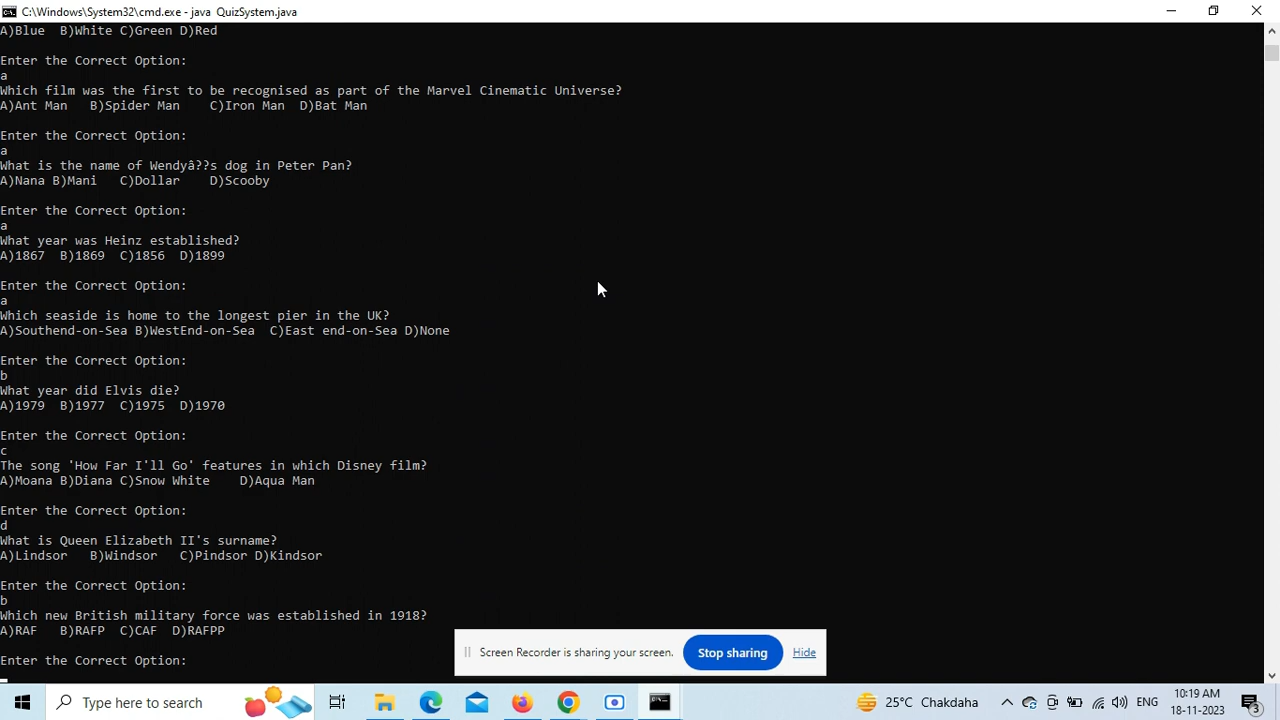 C:\Windows\System32\cmd.exe - java QuizSystem.java
A)Blue B)White C)Green D)Red
Enter the Correct Option:
a
Which film was the first to be recognised as part of the Marvel Cinematic Universe?
A)Ant Man B)Spider Man C)Iron Man D)Bat Man
Enter the Correct Option:
a
What is the name of Wendyâ??s dog in Peter Pan?
A)Nana B)Mani C)Dollar D)Scooby
Enter the Correct Option:
a
What year was Heinz established?
A)1867 B)1869 C)1856 D)1899
Enter the Correct Option:
a
Which seaside is home to the longest pier in the UK?
A)Southend-on-Sea B)WestEnd-on-Sea C)East end-on-Sea D)None
Enter the Correct Option:
b
What year did Elvis die?
A)1979 B)1977 C)1975 D)1970
Enter the Correct Option:
c
The song 'How Far I'll Go' features in which Disney film?
A)Moana B)Diana C)Snow White D)Aqua Man
Enter the Correct Option:
d
What is Queen Elizabeth II's surname?
A)Lindsor B)Windsor C)Pindsor D)Kindsor
Enter the Correct Option:
b
Which new British military force was established in 1918?
A)RAF B)RAFP C)CAF D)RAFPP
Enter the Correct Option:
Screen Recorder is sharing your screen. Stop sharing Hide
Type here to search
25°C Chakdaha
ENG
10:19 AM
18-11-2023
3